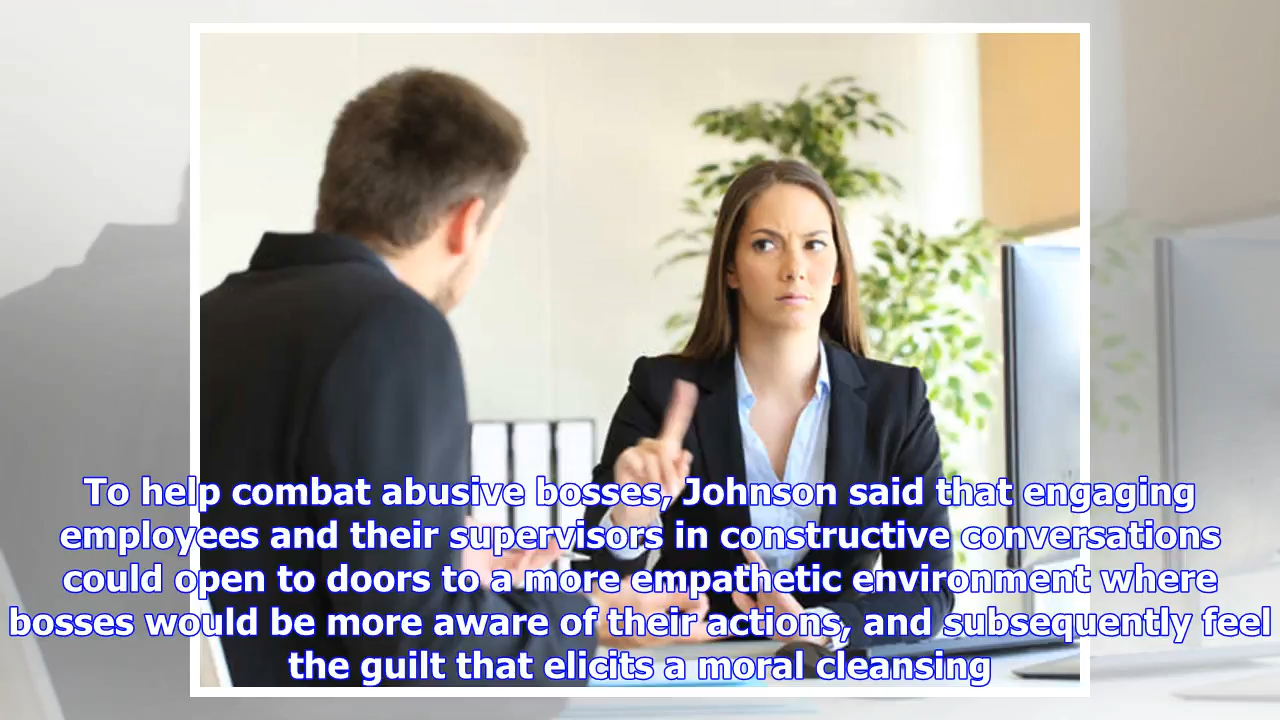 To help combat abusive bosses, Johnson said that engaging
employees and their supervisors in constructive conversations
could open to doors to a more empathetic environment where
bosses would be more aware of their actions, and subsequently feel
the guilt that elicits a moral cleansing